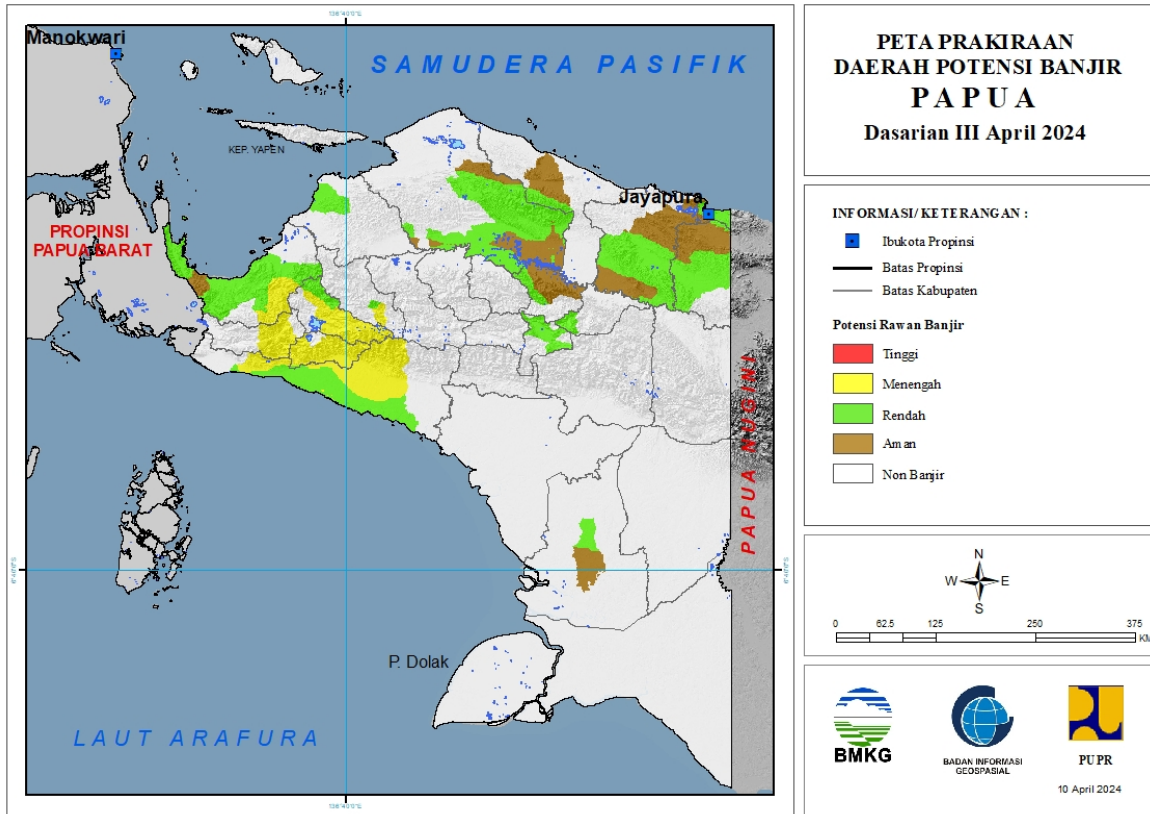 Manokwari
SAMUDERA PASIFIK
KEP. YAPEN
Jayapura
PROPINSI
PAPUA BARAT
PAPUA NUGINI
P. Dolak
LAUT ARAFURA
PETA PRAKIRAAN
DAERAH POTENSI BANJIR
PAPUA
Dasarian III April 2024
INFORMASI/ KETERANGAN :
Ibukota Propinsi
Batas Propinsi
Batas Kabupaten
Potensi Rawan Banjir
Tinggi
Menengah
Rendah
Aman
Non Banjir
N
W E
S
0 62.5 125 250 375
KM
BMKG
BADAN INFORMASI
GEOSPASIAL
PUPR
10 April 2024